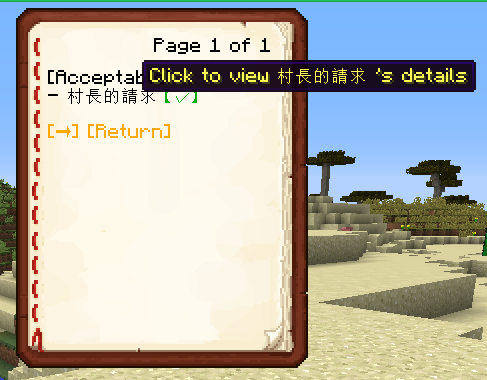 Page 1 of 1
[Acceptab
Click to view 村長的請求 's details
- 村長的請求【✓】
[→] [Return]